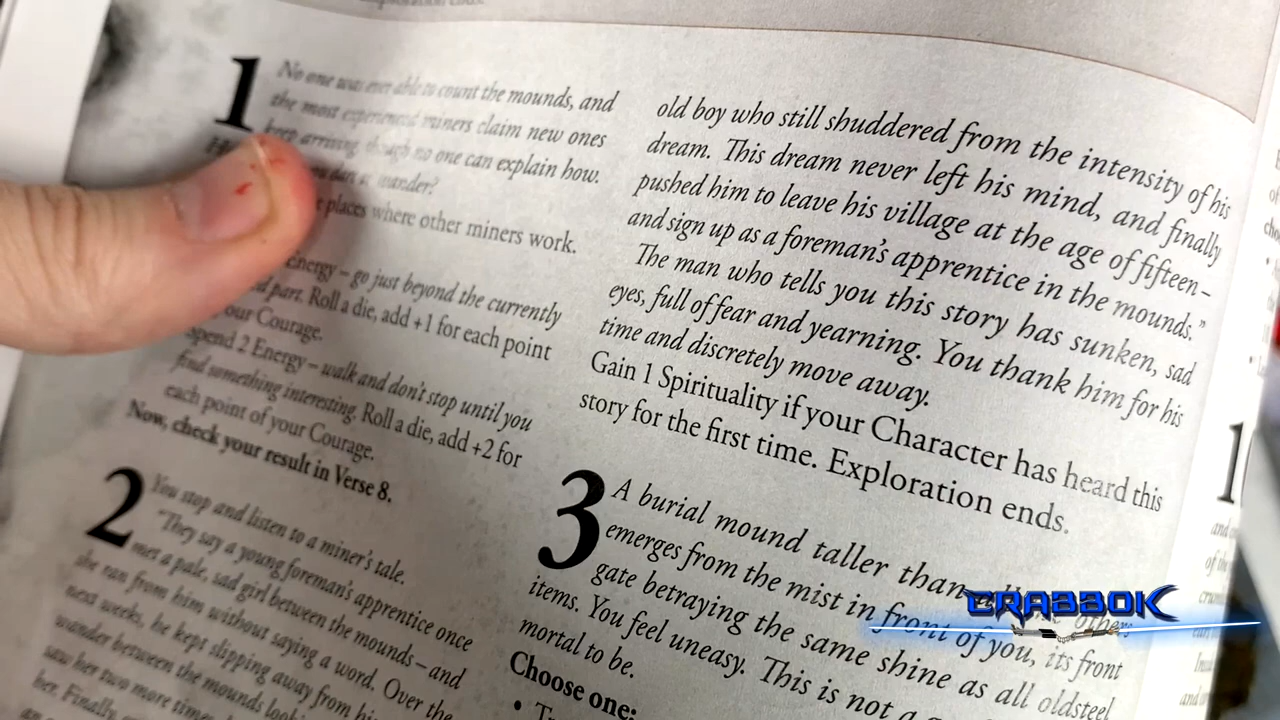 1
No one was ever able to count the mounds, and
the most experienced miners claim new ones
keep arriving, though no one can explain how.
you dare to wander?
places where other miners work.
Energy – go just beyond the currently
part. Roll a die, add +1 for each point
our Courage.
Spend 2 Energy – walk and don't stop until you
find something interesting. Roll a die, add +2 for
each point of your Courage.
Now, check your result in Verse 8.
2
You stop and listen to a miner's tale.
"They say a young foreman's apprentice once
met a pale, sad girl between the mounds – and
she ran from him without saying a word. Over the
next weeks, he kept slipping away from his
wander between the mounds
saw her two more times
her. Finally,
old boy who still shuddered from the intensity of his
dream. This dream never left his mind, and finally
pushed him to leave his village at the age of fifteen –
and sign up as a foreman's apprentice in the mounds."
The man who tells you this story has sunken, sad
eyes, full of fear and yearning. You thank him for his
time and discretely move away.
Gain 1 Spirituality if your Character has heard this
story for the first time. Exploration ends.
3
A burial mound taller than others
emerges from the mist in front of you, its front
gate betraying the same shine as all oldsteel
items. You feel uneasy. This is not a
mortal to be.
Choose one:
CRABBOK